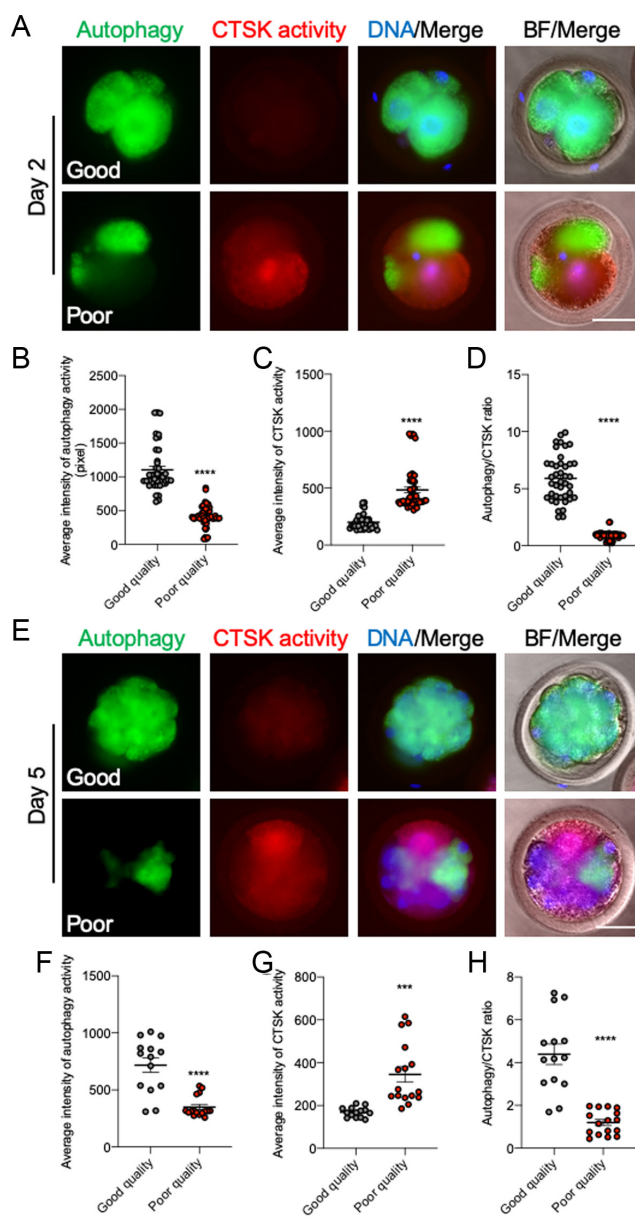 A
Autophagy CTSK activity DNA/Merge BF/Merge
Day 2
Good
Poor
B
Average intensity of autophagy activity
(pixel)
2500
2000
1500
1000
500
0
****
Good quality
Poor quality
C
Average intensity of CTSK activity
1500
1000
500
0
****
Good quality
Poor quality
D
Autophagy/CTSK ratio
15
10
5
0
****
Good quality
Poor quality
E
Autophagy CTSK activity DNA/Merge BF/Merge
Day 5
Good
Poor
F
Average intensity of autophagy activity
1500
1000
500
0
****
Good quality
Poor quality
G
Average intensity of CTSK activity
800
600
400
200
0
***
Good quality
Poor quality
H
Autophagy/CTSK ratio
8
6
4
2
0
****
Good quality
Poor quality